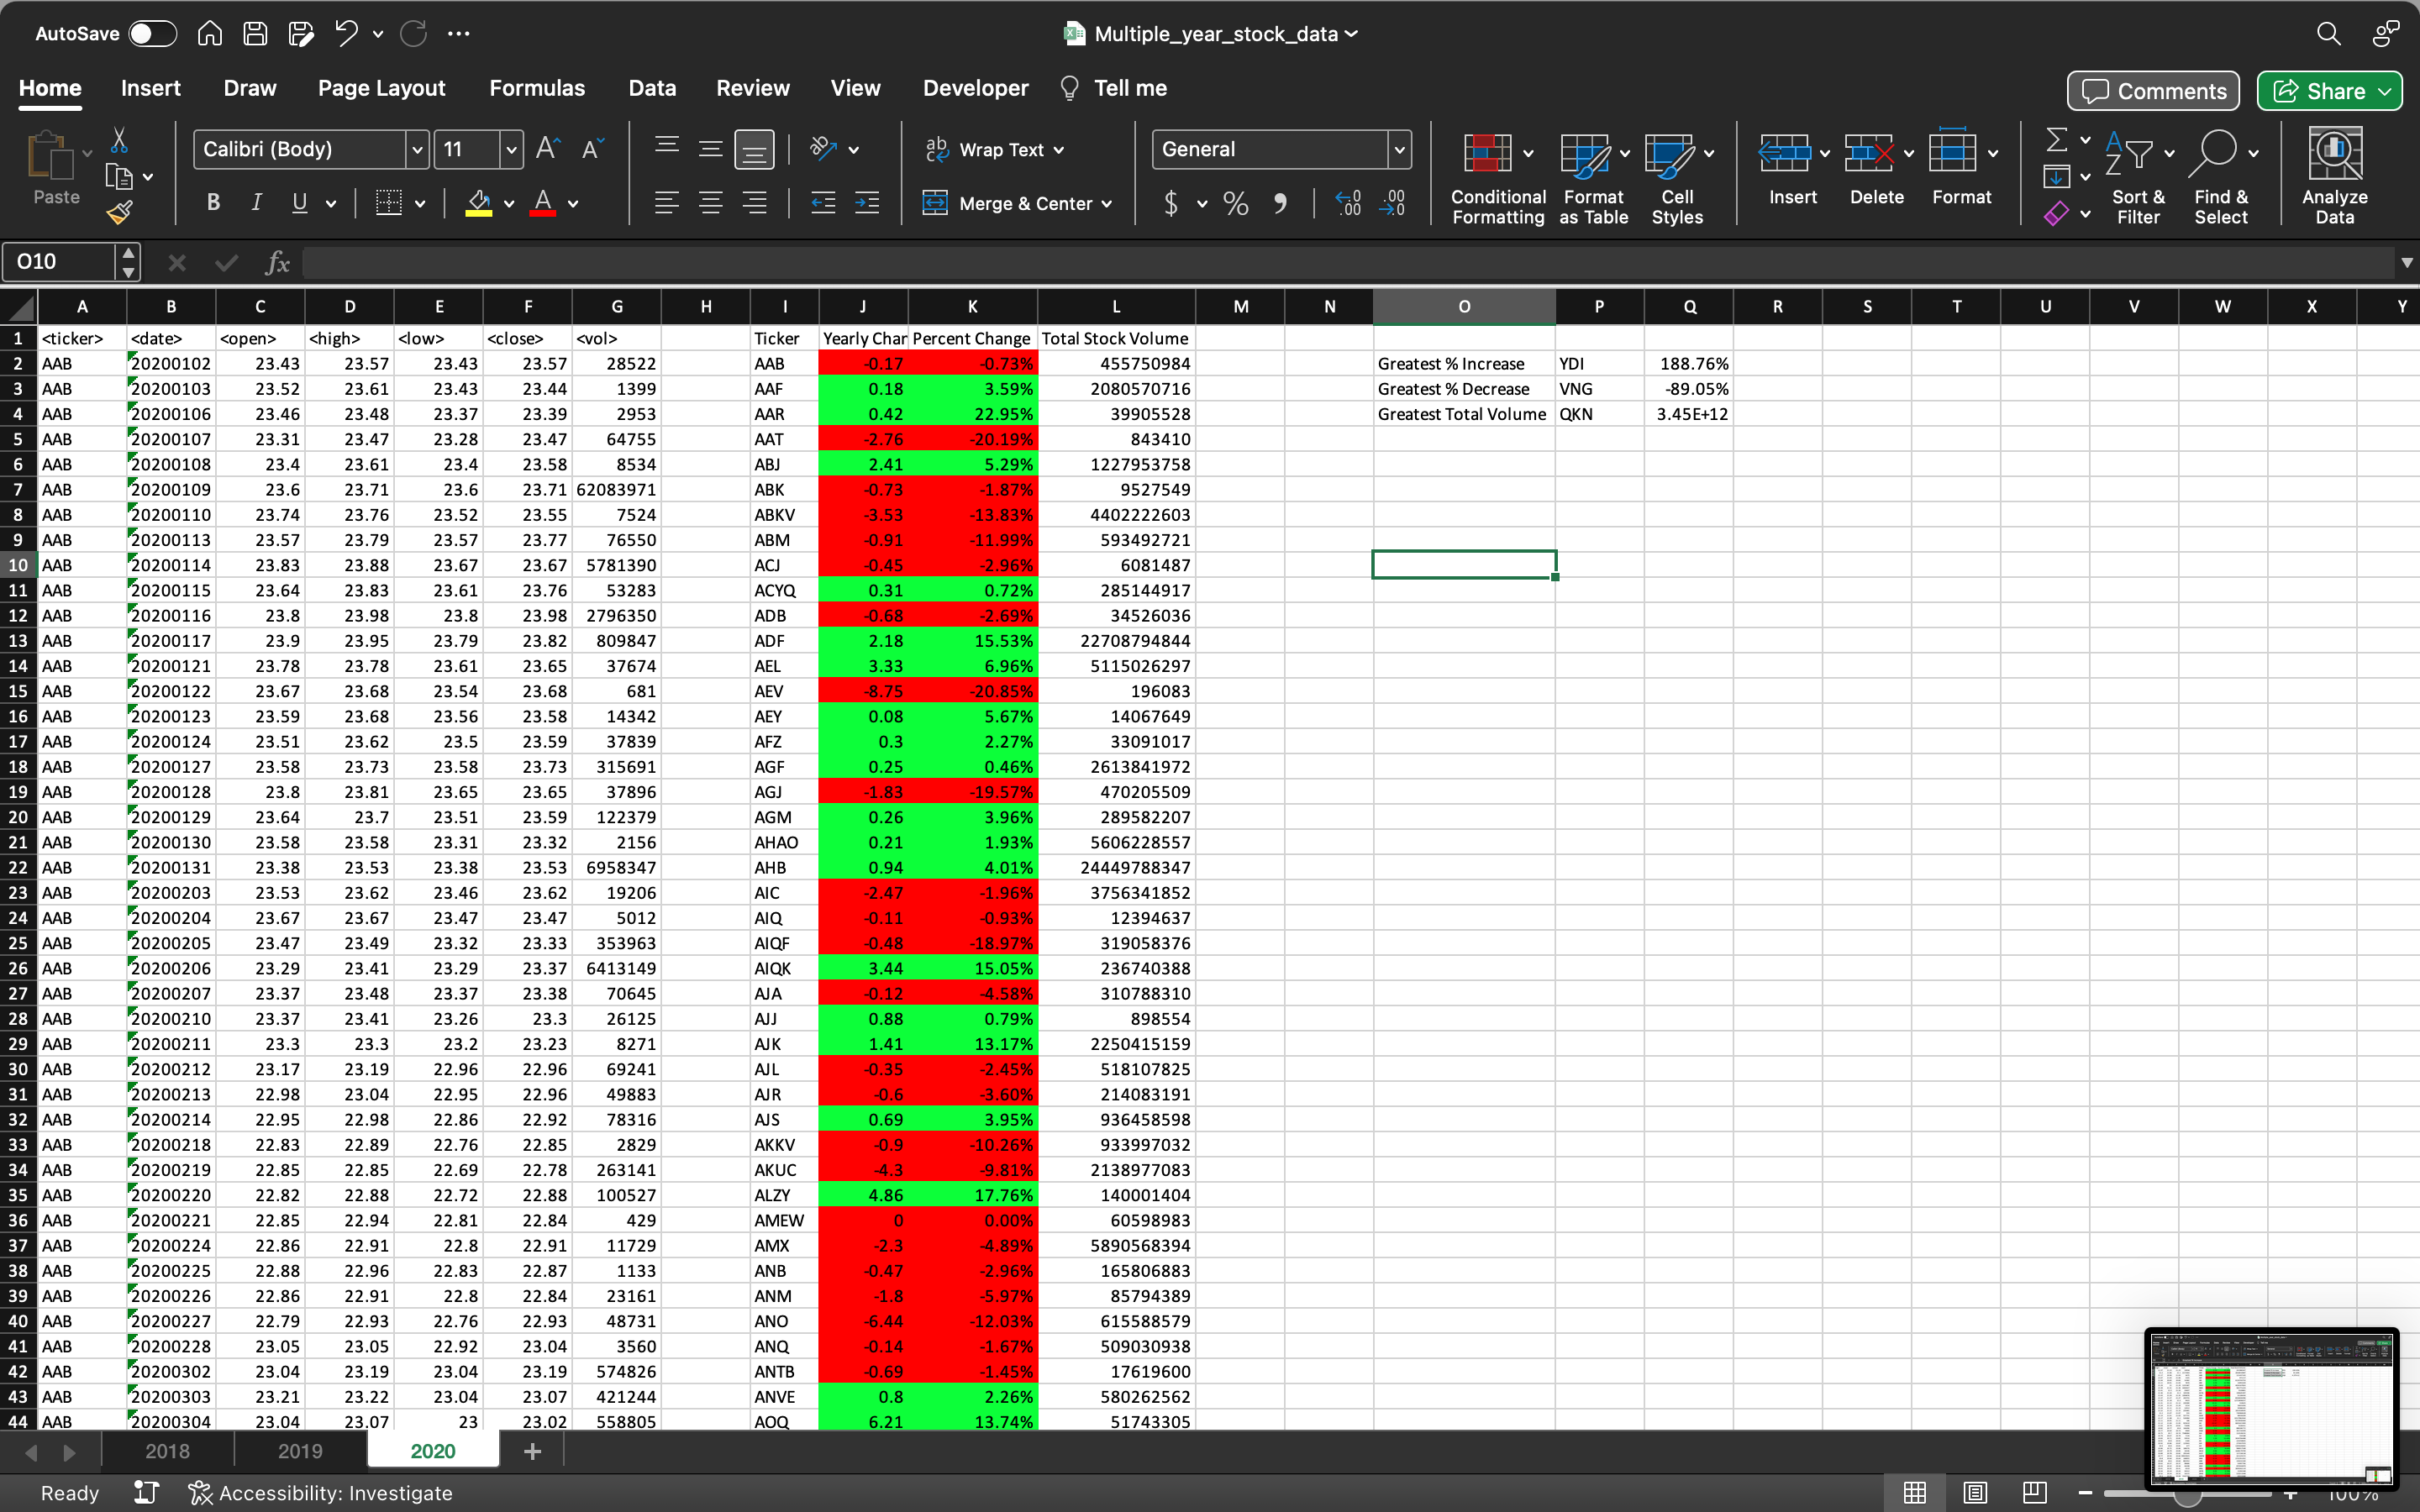 AutoSave
Multiple_year_stock_data
Home Insert Draw Page Layout Formulas Data Review View Developer Tell me
Comments Share
Paste Calibri (Body) 11 Wrap Text General Conditional Formatting Format as Table Cell Styles Insert Delete Format Sort & Filter Find & Select Analyze Data
B I U A Merge & Center $ %
O10 fx
A B C D E F G H I J K L M N O P Q R S T U V W X Y
1 <ticker> <date> <open> <high> <low> <close> <vol> Ticker Yearly Char Percent Change Total Stock Volume
2 AAB 20200102 23.43 23.57 23.43 23.57 28522 AAB -0.17 -0.73% 455750984 Greatest % Increase YDI 188.76%
3 AAB 20200103 23.52 23.61 23.43 23.44 1399 AAF 0.18 3.59% 2080570716 Greatest % Decrease VNG -89.05%
4 AAB 20200106 23.46 23.48 23.37 23.39 2953 AAR 0.42 22.95% 39905528 Greatest Total Volume QKN 3.45E+12
5 AAB 20200107 23.31 23.47 23.28 23.47 64755 AAT -2.76 -20.19% 843410
6 AAB 20200108 23.4 23.61 23.4 23.58 8534 ABJ 2.41 5.29% 1227953758
7 AAB 20200109 23.6 23.71 23.6 23.71 62083971 ABK -0.73 -1.87% 9527549
8 AAB 20200110 23.74 23.76 23.52 23.55 7524 ABKV -3.53 -13.83% 4402222603
9 AAB 20200113 23.57 23.79 23.57 23.77 76550 ABM -0.91 -11.99% 593492721
10 AAB 20200114 23.83 23.88 23.67 23.67 5781390 ACJ -0.45 -2.96% 6081487
11 AAB 20200115 23.64 23.83 23.61 23.76 53283 ACYQ 0.31 0.72% 285144917
12 AAB 20200116 23.8 23.98 23.8 23.98 2796350 ADB -0.68 -2.69% 34526036
13 AAB 20200117 23.9 23.95 23.79 23.82 809847 ADF 2.18 15.53% 22708794844
14 AAB 20200121 23.78 23.78 23.61 23.65 37674 AEL 3.33 6.96% 5115026297
15 AAB 20200122 23.67 23.68 23.54 23.68 681 AEV -8.75 -20.85% 196083
16 AAB 20200123 23.59 23.68 23.56 23.58 14342 AEY 0.08 5.67% 14067649
17 AAB 20200124 23.51 23.62 23.5 23.59 37839 AFZ 0.3 2.27% 33091017
18 AAB 20200127 23.58 23.73 23.58 23.73 315691 AGF 0.25 0.46% 2613841972
19 AAB 20200128 23.8 23.81 23.65 23.65 37896 AGJ -1.83 -19.57% 470205509
20 AAB 20200129 23.64 23.7 23.51 23.59 122379 AGM 0.26 3.96% 289582207
21 AAB 20200130 23.58 23.58 23.31 23.32 2156 AHAO 0.21 1.93% 5606228557
22 AAB 20200131 23.38 23.53 23.38 23.53 6958347 AHB 0.94 4.01% 24449788347
23 AAB 20200203 23.53 23.62 23.46 23.62 19206 AIC -2.47 -1.96% 3756341852
24 AAB 20200204 23.67 23.67 23.47 23.47 5012 AIQ -0.11 -0.93% 12394637
25 AAB 20200205 23.47 23.49 23.32 23.33 353963 AIQF -0.48 -18.97% 319058376
26 AAB 20200206 23.29 23.41 23.29 23.37 6413149 AIQK 3.44 15.05% 236740388
27 AAB 20200207 23.37 23.48 23.37 23.38 70645 AJA -0.12 -4.58% 310788310
28 AAB 20200210 23.37 23.41 23.26 23.3 26125 AJJ 0.88 0.79% 898554
29 AAB 20200211 23.3 23.3 23.2 23.23 8271 AJK 1.41 13.17% 2250415159
30 AAB 20200212 23.17 23.19 22.96 22.96 69241 AJL -0.35 -2.45% 518107825
31 AAB 20200213 22.98 23.04 22.95 22.96 49883 AJR -0.6 -3.60% 214083191
32 AAB 20200214 22.95 22.98 22.86 22.92 78316 AJS 0.69 3.95% 936458598
33 AAB 20200218 22.83 22.89 22.76 22.85 2829 AKKV -0.9 -10.26% 933997032
34 AAB 20200219 22.85 22.85 22.69 22.78 263141 AKUC -4.3 -9.81% 2138977083
35 AAB 20200220 22.82 22.88 22.72 22.88 100527 ALZY 4.86 17.76% 140001404
36 AAB 20200221 22.85 22.94 22.81 22.84 429 AMEW 0 0.00% 60598983
37 AAB 20200224 22.86 22.91 22.8 22.91 11729 AMX -2.3 -4.89% 5890568394
38 AAB 20200225 22.88 22.96 22.83 22.87 1133 ANB -0.47 -2.96% 165806883
39 AAB 20200226 22.86 22.91 22.8 22.84 23161 ANM -1.8 -5.97% 85794389
40 AAB 20200227 22.79 22.93 22.76 22.93 48731 ANO -6.44 -12.03% 615588579
41 AAB 20200228 23.05 23.05 22.92 23.04 3560 ANQ -0.14 -1.67% 509030938
42 AAB 20200302 23.04 23.19 23.04 23.19 574826 ANTB -0.69 -1.45% 17619600
43 AAB 20200303 23.21 23.22 23.04 23.07 421244 ANVE 0.8 2.26% 580262562
44 AAB 20200304 23.04 23.07 23 23.02 558805 AOQ 6.21 13.74% 51743305
2018 2019 2020
Ready Accessibility: Investigate 100%